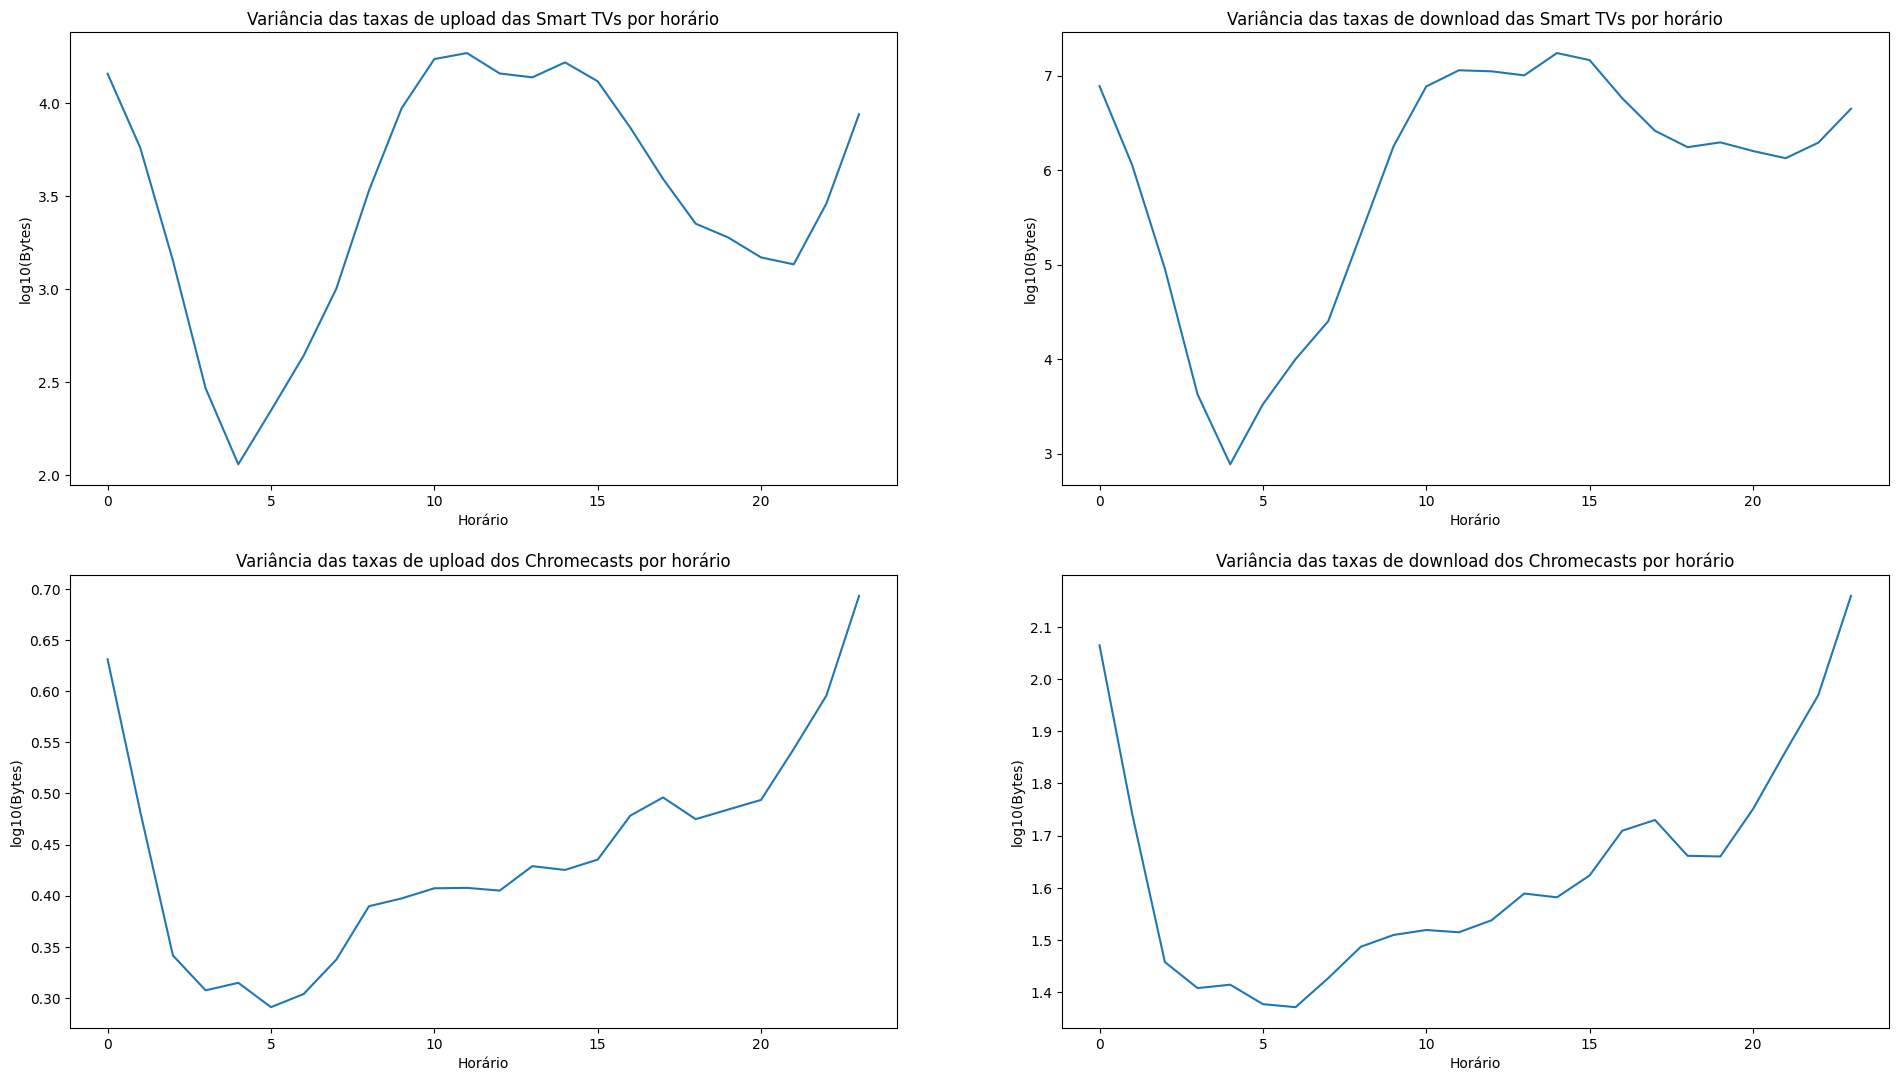 Variância das taxas de upload das Smart TVs por horário
log10(Bytes)
4.0
3.5
3.0
2.5
2.0
0 5 10 15 20
Horário
Variância das taxas de download das Smart TVs por horário
log10(Bytes)
7
6
5
4
3
0 5 10 15 20
Horário
Variância das taxas de upload dos Chromecasts por horário
log10(Bytes)
0.70
0.65
0.60
0.55
0.50
0.45
0.40
0.35
0.30
0 5 10 15 20
Horário
Variância das taxas de download dos Chromecasts por horário
log10(Bytes)
2.1
2.0
1.9
1.8
1.7
1.6
1.5
1.4
0 5 10 15 20
Horário